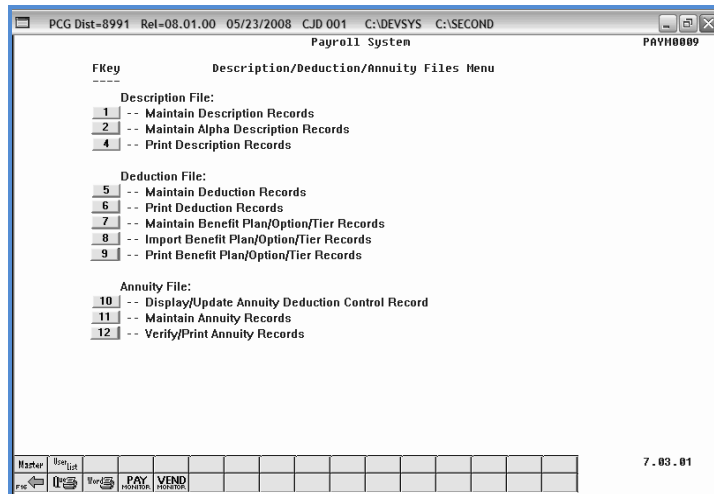 PCG Dist=8991 Rel=08.01.00 05/23/2008 CJD 001 C:\DEVSYS C:\SECOND
Payroll System PAYM0009
FKey Description/Deduction/Annuity Files Menu
----
Description File:
1 -- Maintain Description Records
2 -- Maintain Alpha Description Records
4 -- Print Description Records
Deduction File:
5 -- Maintain Deduction Records
6 -- Print Deduction Records
7 -- Maintain Benefit Plan/Option/Tier Records
8 -- Import Benefit Plan/Option/Tier Records
9 -- Print Benefit Plan/Option/Tier Records
Annuity File:
10 -- Display/Update Annuity Deduction Control Record
11 -- Maintain Annuity Records
12 -- Verify/Print Annuity Records
Master User List 7.03.01
F16 Word PAY MONITOR VEND MONITOR